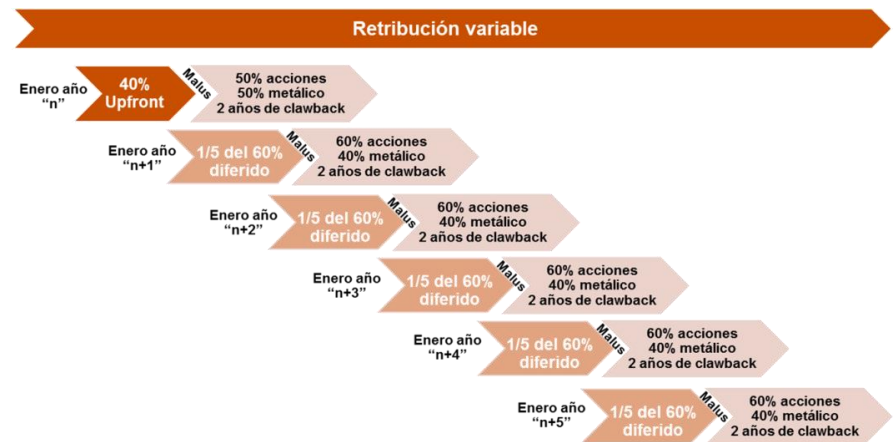 Retribución variable
Enero año
“n”
40%
Upfront
Malus
50% acciones
50% metálico
2 años de clawback
Enero año
“n+1”
1/5 del 60%
diferido
Malus
60% acciones
40% metálico
2 años de clawback
Enero año
“n+2”
1/5 del 60%
diferido
Malus
60% acciones
40% metálico
2 años de clawback
Enero año
“n+3”
1/5 del 60%
diferido
Malus
60% acciones
40% metálico
2 años de clawback
Enero año
“n+4”
1/5 del 60%
diferido
Malus
60% acciones
40% metálico
2 años de clawback
Enero año
“n+5”
1/5 del 60%
diferido
Malus
60% acciones
40% metálico
2 años de clawback